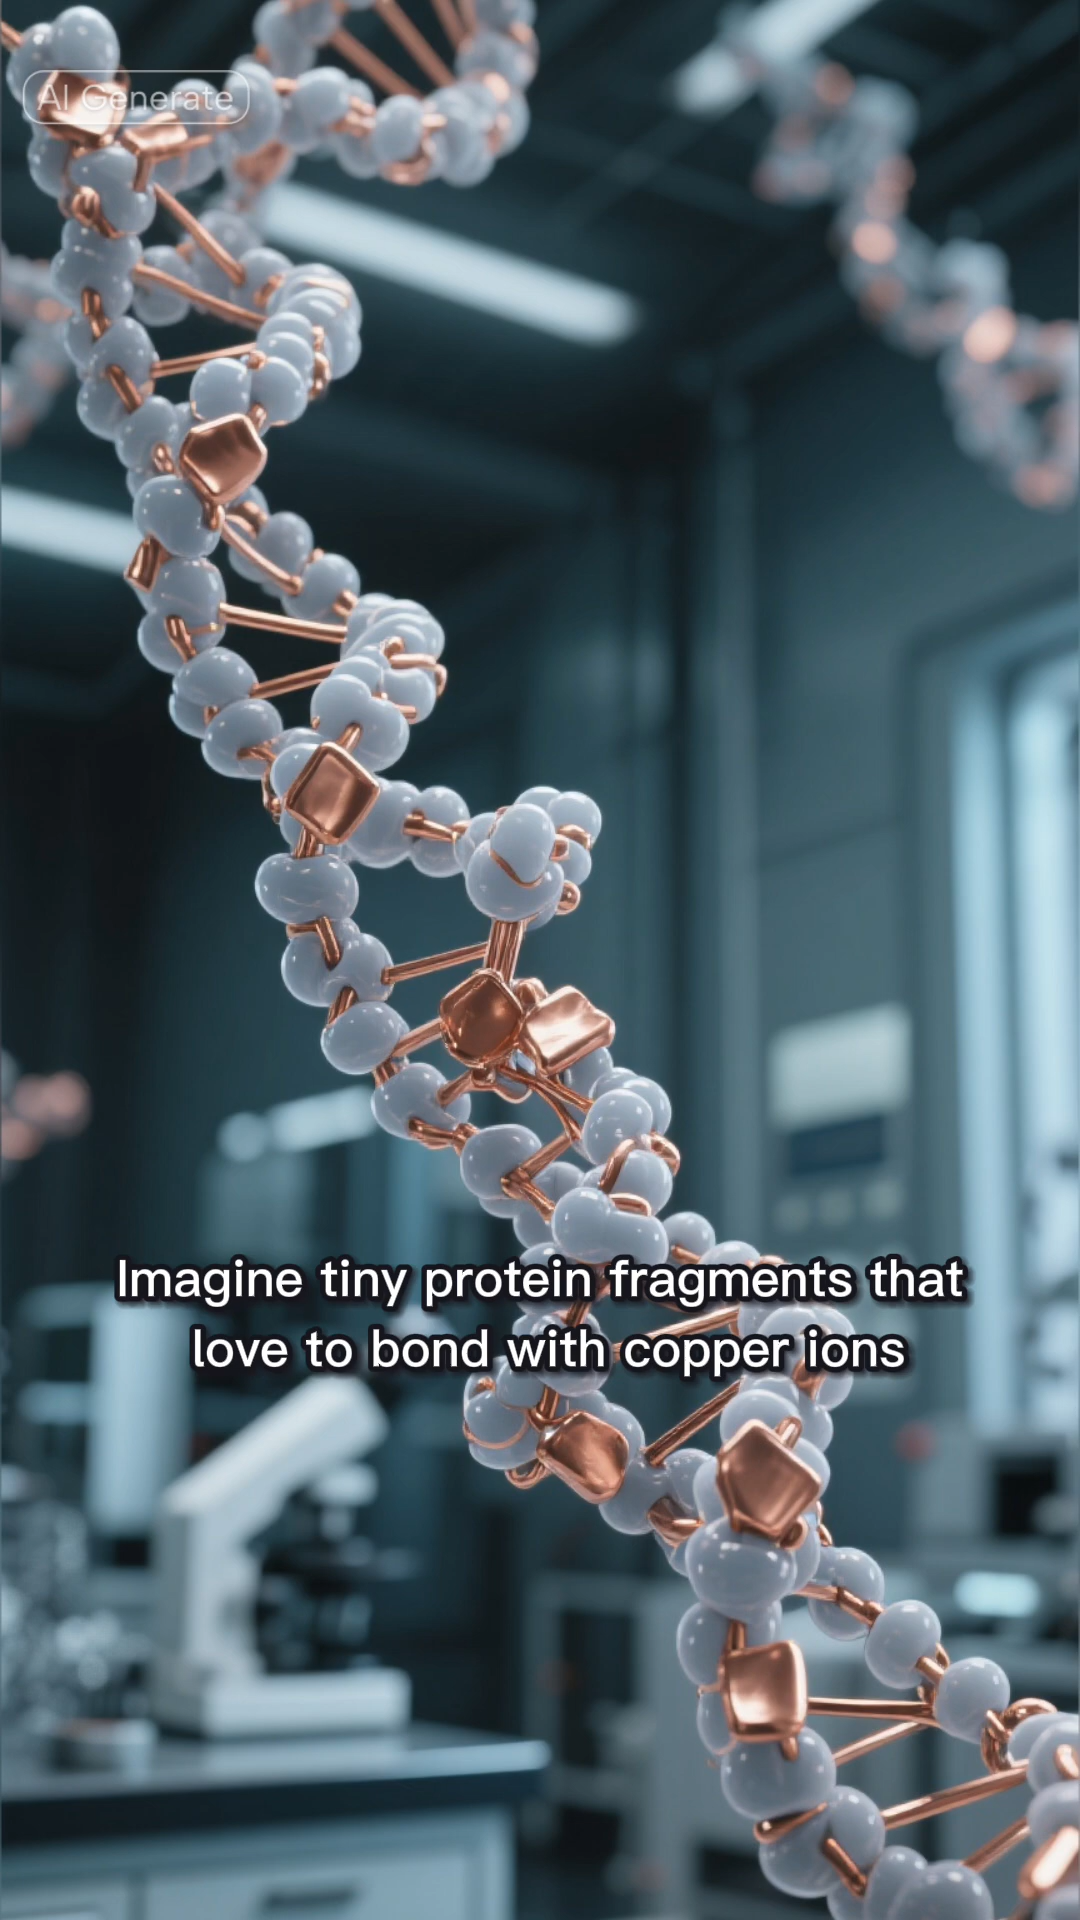 AI Generate
Imagine tiny protein fragments that
love to bond with copper ions